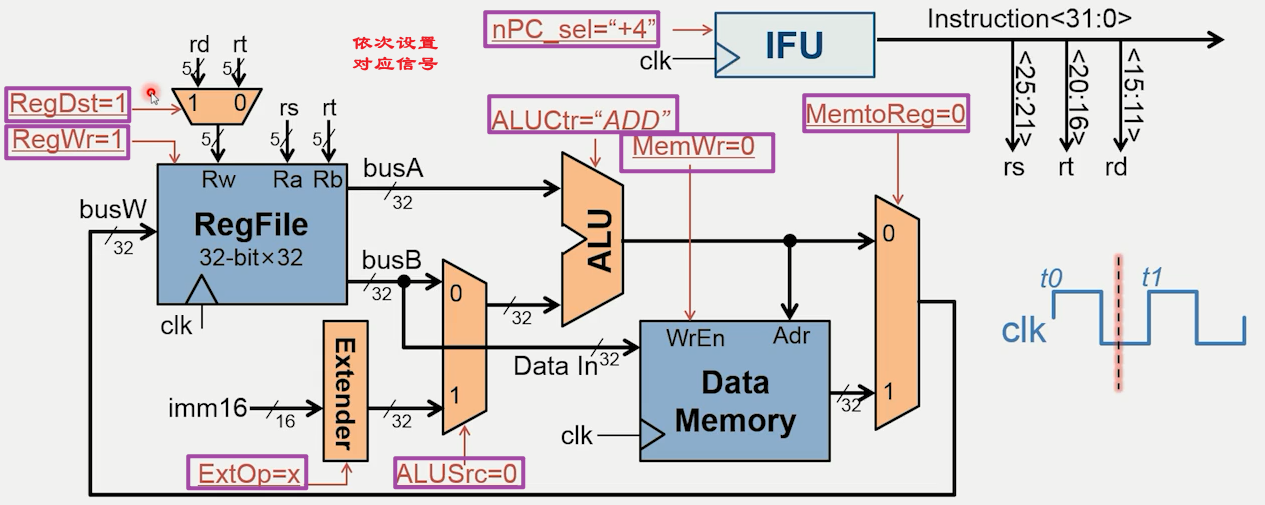 nPC_sel=“+4”
IFU
clk
Instruction<31:0>
<25:21>
<20:16>
<15:11>
rs
rt
rd
rd
rt
依次设置
对应信号
5
5
1
0
RegDst=1
RegWr=1
rs
rt
5
5
5
Rw
Ra
Rb
RegFile
32-bit×32
clk
busW
32
busA
32
busB
32
ALUCtr=“ADD”
MemWr=0
MemtoReg=0
ALU
0
1
32
Data In
32
Extender
imm16
16
32
ExtOp=x
ALUSrc=0
WrEn
Adr
Data
Memory
clk
32
0
1
t0
t1
clk